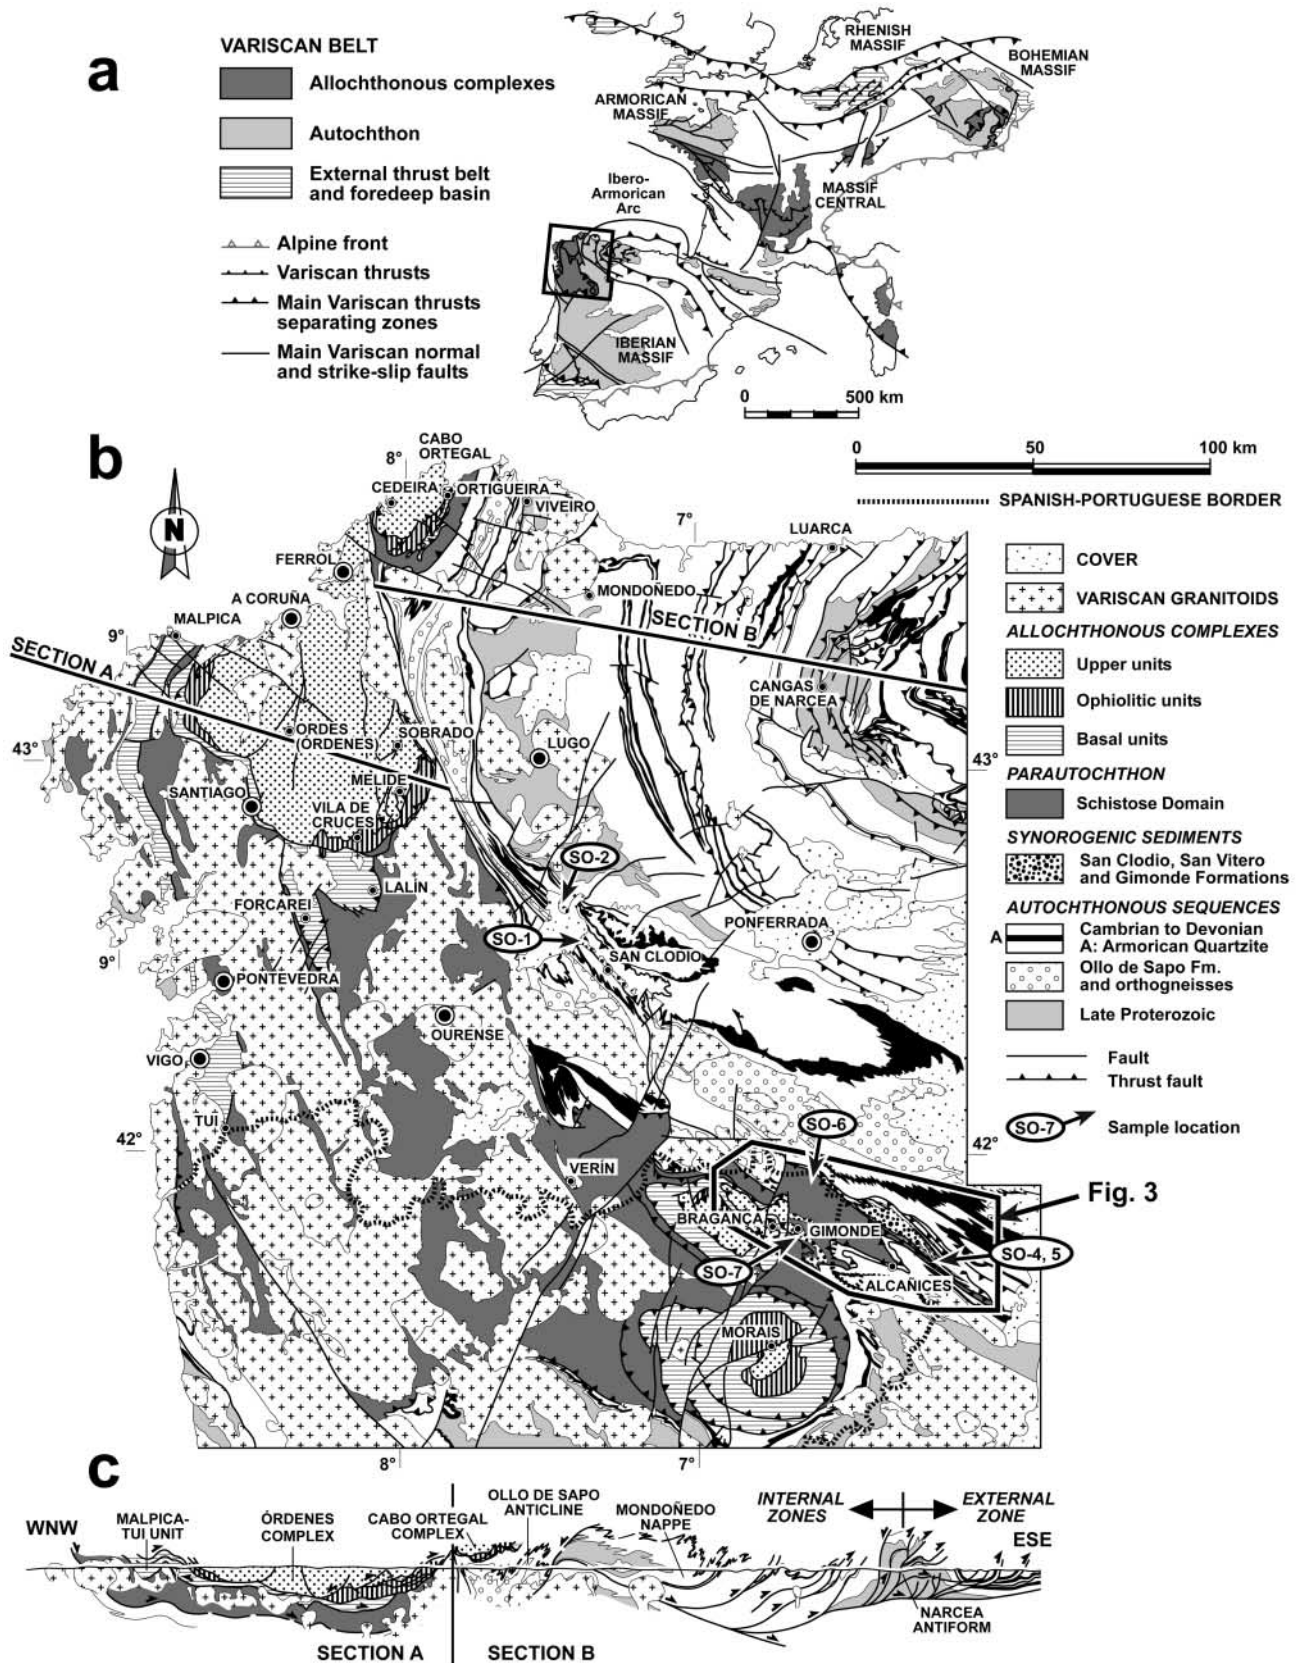 a
VARISCAN BELT
Allochthonous complexes
Autochthon
External thrust belt
and foredeep basin
Alpine front
Variscan thrusts
Main Variscan thrusts
separating zones
Main Variscan normal
and strike-slip faults
RHENISH
MASSIF
BOHEMIAN
MASSIF
ARMORICAN
MASSIF
Ibero-
Armorican
Arc
MASSIF
CENTRAL
IBERIAN
MASSIF
0 500 km
b
0 50 100 km
SPANISH-PORTUGUESE BORDER
N
CABO
ORTEGAL
8°
CEDEIRA
ORTIGUEIRA
VIVEIRO
7°
LUARCA
FERROL
MONDOÑEDO
A CORUÑA
MALPICA
9°
SECTION A
SECTION B
CANGAS
DE NARCEA
ORDES
(ÓRDENES)
SOBRADO
LUGO
43°
43°
MELIDE
SANTIAGO
VILA DE
CRUCES
SO-2
LALÍN
FORCAREI
PONFERRADA
SO-1
SAN CLODIO
9°
PONTEVEDRA
OURENSE
VIGO
TUI
42°
42°
SO-6
VERÍN
Fig. 3
BRAGANÇA
GIMONDE
SO-7
SO-4, 5
ALCAÑICES
MORAIS
8°
7°
COVER
VARISCAN GRANITOIDS
ALLOCHTHONOUS COMPLEXES
Upper units
Ophiolitic units
Basal units
PARAUTOCHTHON
Schistose Domain
SYNOROGENIC SEDIMENTS
San Clodio, San Vitero
and Gimonde Formations
AUTOCHTHONOUS SEQUENCES
A
Cambrian to Devonian
A: Armorican Quartzite
Ollo de Sapo Fm.
and orthogneisses
Late Proterozoic
Fault
Thrust fault
SO-7
Sample location
c
WNW
MALPICA-
TUI UNIT
ÓRDENES
COMPLEX
CABO ORTEGAL
COMPLEX
OLLO DE SAPO
ANTICLINE
MONDOÑEDO
NAPPE
INTERNAL
ZONES
EXTERNAL
ZONE
ESE
NARCEA
ANTIFORM
SECTION A
SECTION B